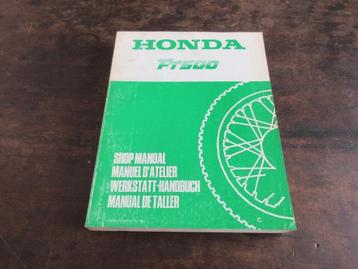 HONDA
FT500
SHOP MANUAL
MANUEL D'ATELIER
WERKSTATT-HANDBUCH
MANUAL DE TALLER
C